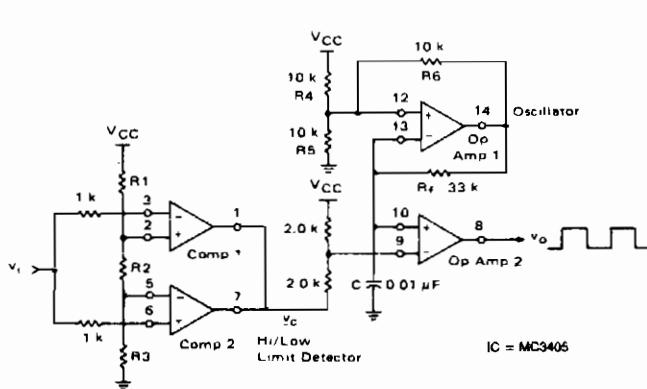 VCC
10 k
R4
10 k
R6
12
14
Oscillator
13
Op
Amp 1
10 k
R5
VCC
R1
1 k
3
2
1
Comp 1
VCC
2.0 k
Rf 33 k
10
9
8
vo
Op Amp 2
R2
2.0 k
C
0.01 µF
5
6
7
Comp 2
vc
Hi/Low
Limit Detector
1 k
R3
IC = MC3405